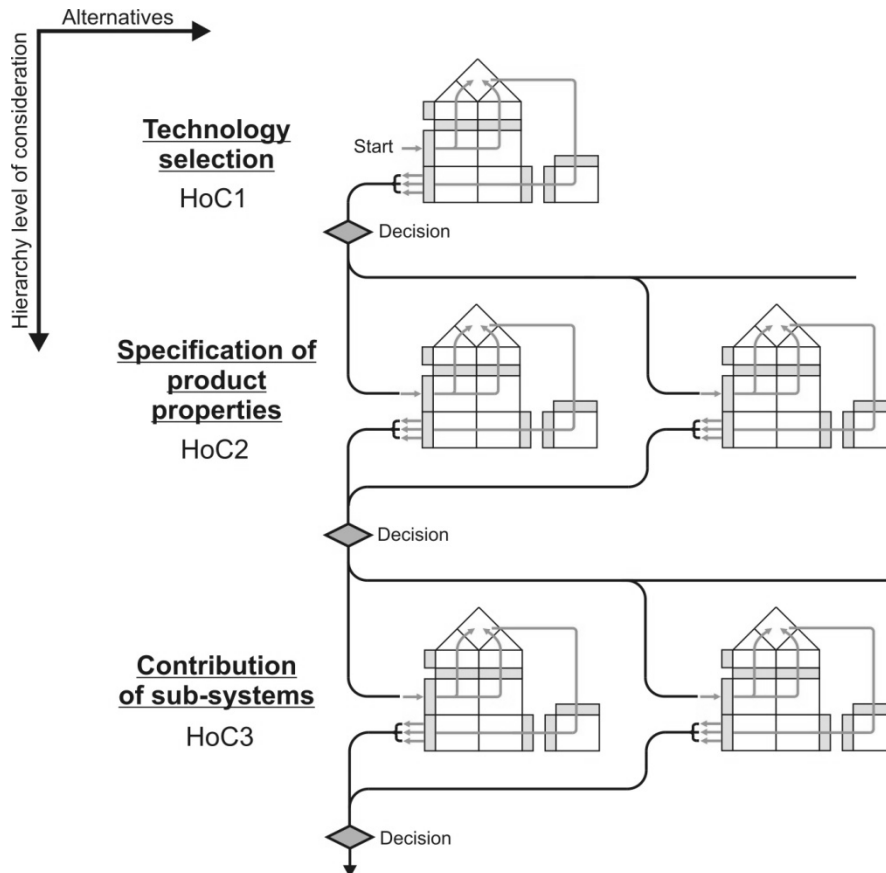 Alternatives
Hierarchy level of consideration
Technology
selection
HoC1
Start
Decision
Specification of
product
properties
HoC2
Decision
Contribution
of sub-systems
HoC3
Decision